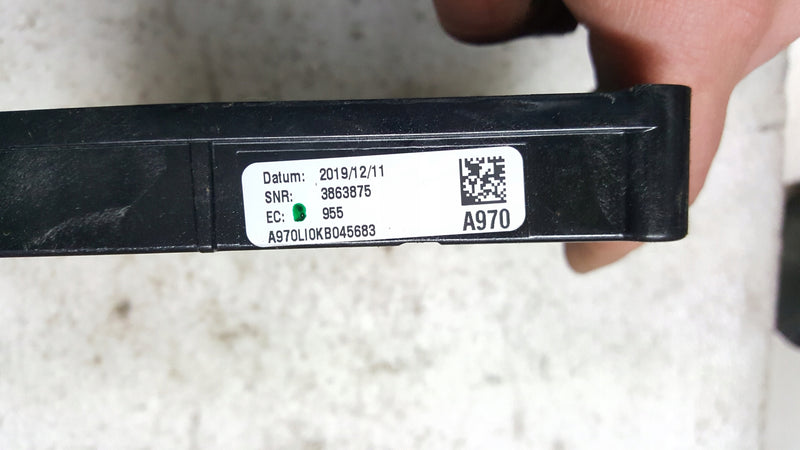 Datum: 2019/12/11
SNR: 3863875
EC: 955
A970LI0KB045683
A970